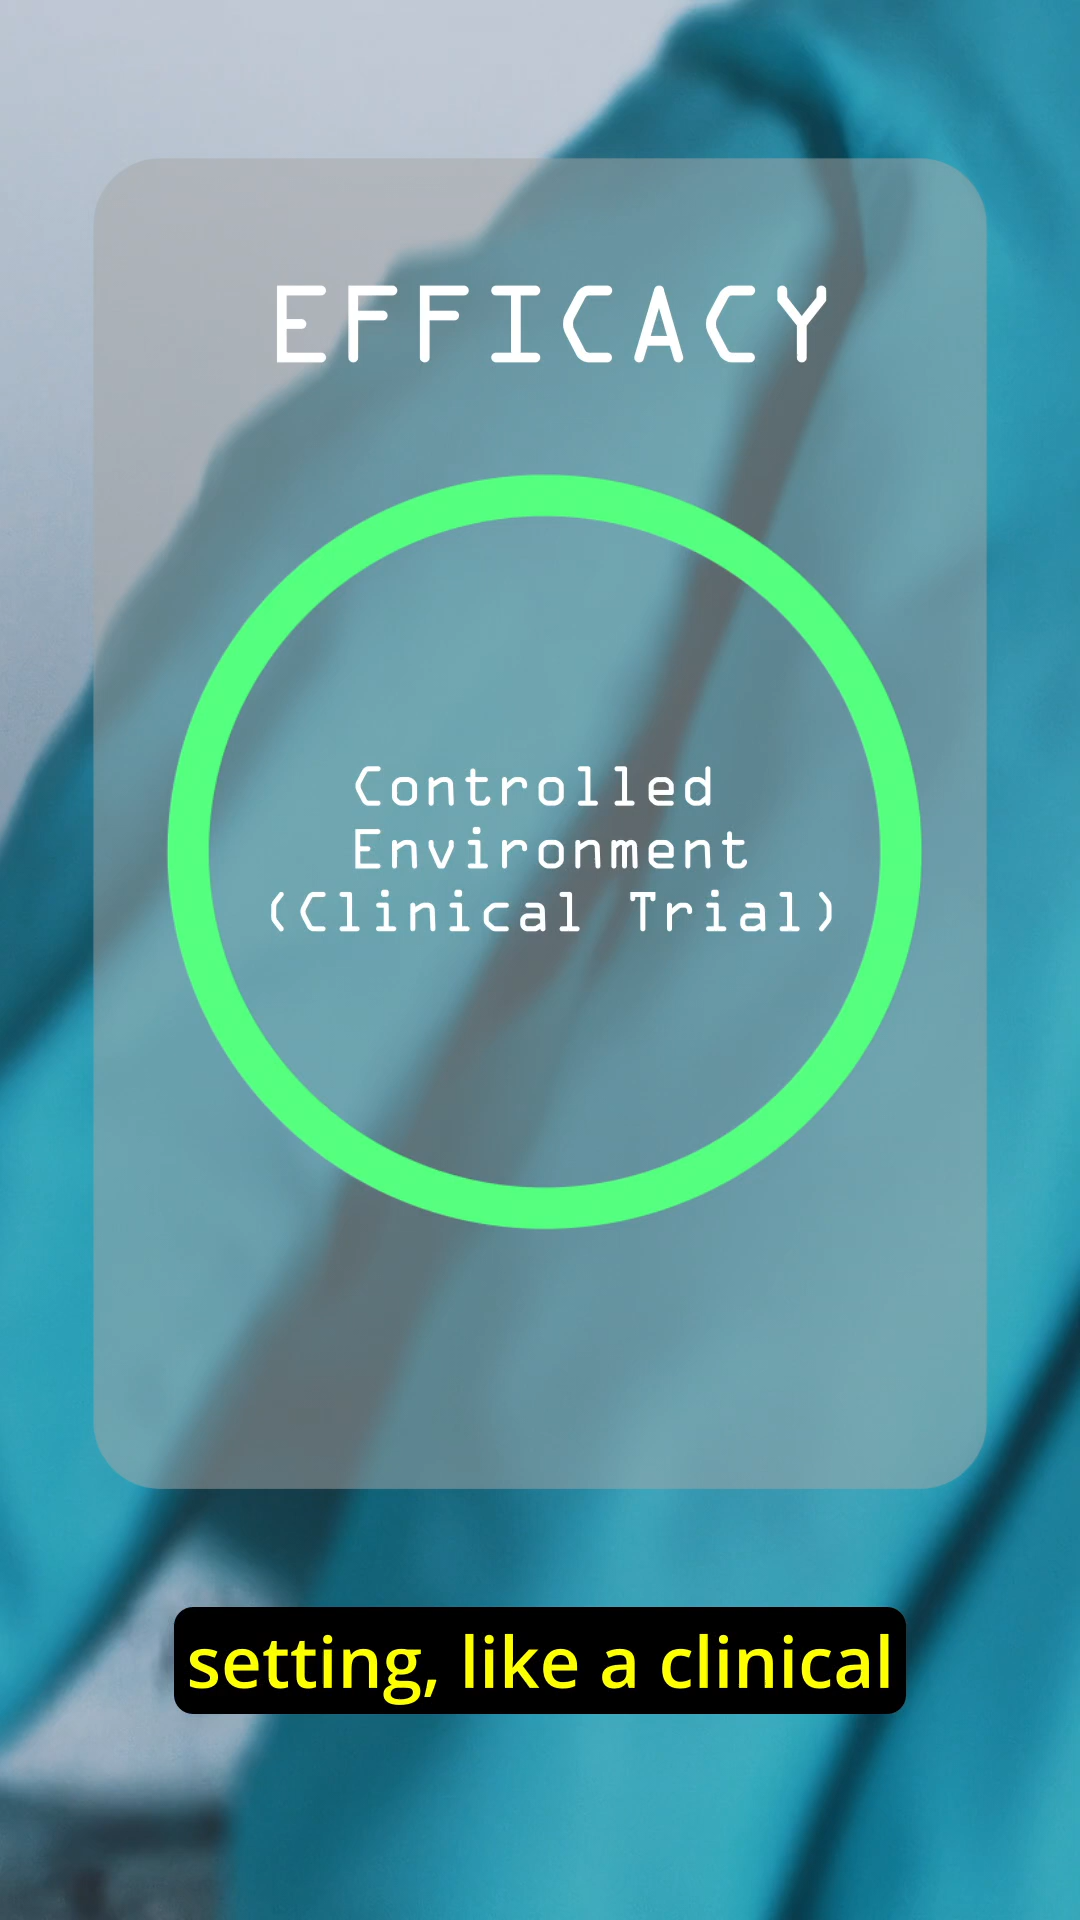 EFFICACY
Controlled
Environment
(Clinical Trial)
setting, like a clinical